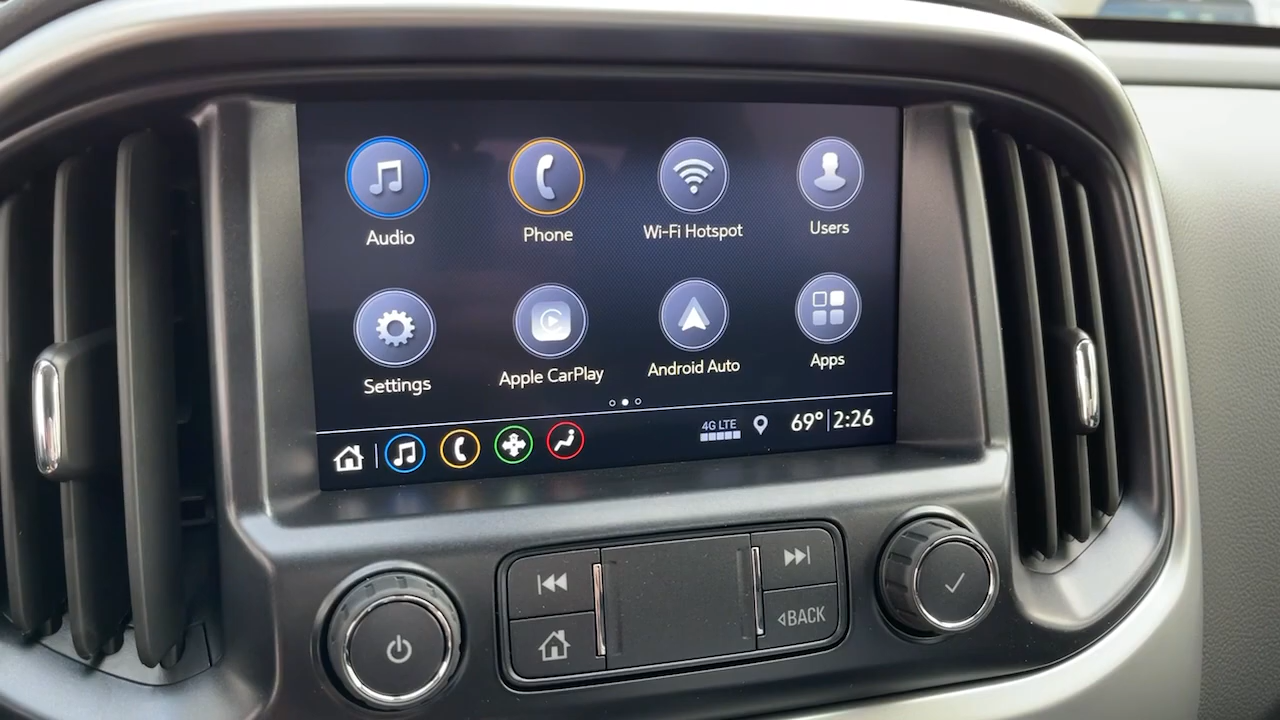 Audio
Phone
Wi-Fi Hotspot
Users
Settings
Apple CarPlay
Android Auto
Apps
4G LTE
69°
2:26
BACK